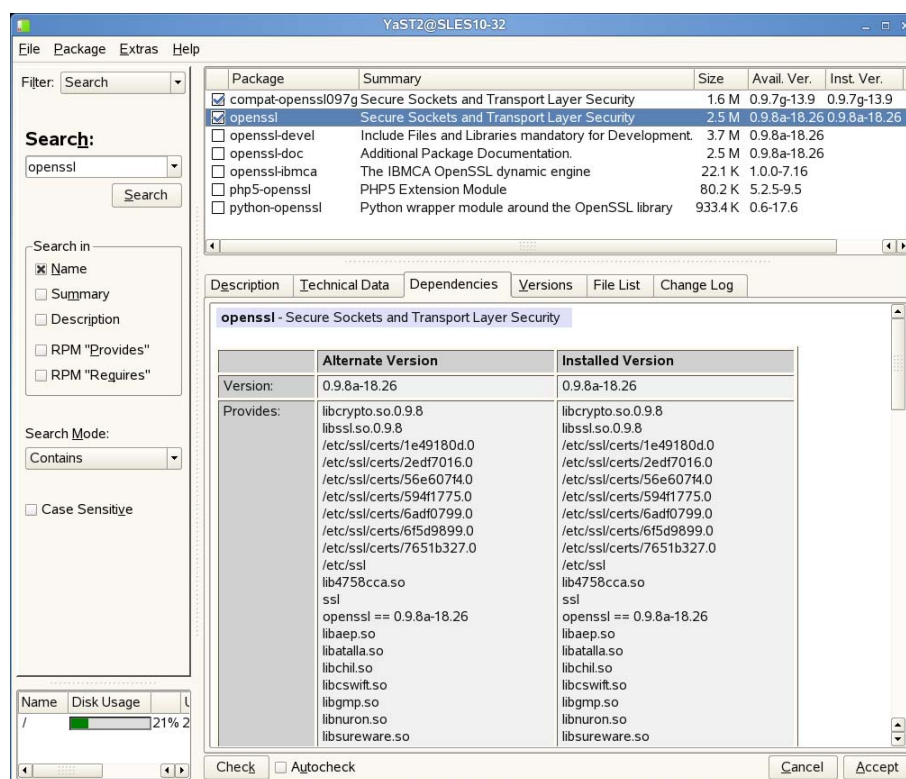 YaST2@SLES10-32
File Package Extras Help
Filter: Search
Search:
openssl
Search
Search in
Name
Summary
Description
RPM "Provides"
RPM "Requires"
Search Mode:
Contains
Case Sensitive
Name Disk Usage U
/ 21% 2
Package Summary Size Avail. Ver. Inst. Ver.
compat-openssl097g Secure Sockets and Transport Layer Security 1.6 M 0.9.7g-13.9 0.9.7g-13.9
openssl Secure Sockets and Transport Layer Security 2.5 M 0.9.8a-18.26 0.9.8a-18.26
openssl-devel Include Files and Libraries mandatory for Development. 3.7 M 0.9.8a-18.26
openssl-doc Additional Package Documentation. 2.5 M 0.9.8a-18.26
openssl-ibmca The IBMCA OpenSSL dynamic engine 22.1 K 1.0.0-7.16
php5-openssl PHP5 Extension Module 80.2 K 5.2.5-9.5
python-openssl Python wrapper module around the OpenSSL library 933.4 K 0.6-17.6
Description Technical Data Dependencies Versions File List Change Log
openssl - Secure Sockets and Transport Layer Security
Alternate Version Installed Version
Version: 0.9.8a-18.26 0.9.8a-18.26
Provides: libcrypto.so.0.9.8 libcrypto.so.0.9.8
libssl.so.0.9.8 libssl.so.0.9.8
/etc/ssl/certs/1e49180d.0 /etc/ssl/certs/1e49180d.0
/etc/ssl/certs/2edf7016.0 /etc/ssl/certs/2edf7016.0
/etc/ssl/certs/56e607f4.0 /etc/ssl/certs/56e607f4.0
/etc/ssl/certs/594f1775.0 /etc/ssl/certs/594f1775.0
/etc/ssl/certs/6adf0799.0 /etc/ssl/certs/6adf0799.0
/etc/ssl/certs/6f5d9899.0 /etc/ssl/certs/6f5d9899.0
/etc/ssl/certs/7651b327.0 /etc/ssl/certs/7651b327.0
/etc/ssl /etc/ssl
lib4758cca.so lib4758cca.so
ssl ssl
openssl == 0.9.8a-18.26 openssl == 0.9.8a-18.26
libaep.so libaep.so
libatalla.so libatalla.so
libchil.so libchil.so
libcswift.so libcswift.so
libgmp.so libgmp.so
libnuron.so libnuron.so
libsureware.so libsureware.so
Check Autocheck Cancel Accept